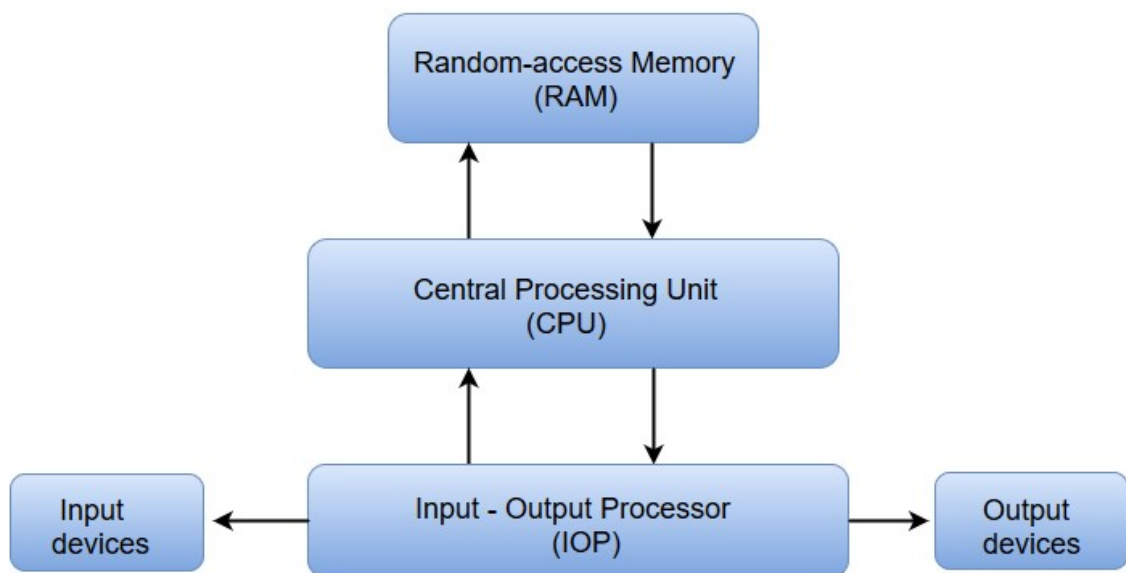 Random-access Memory
(RAM)
Central Processing Unit
(CPU)
Input
devices
Input - Output Processor
(IOP)
Output
devices